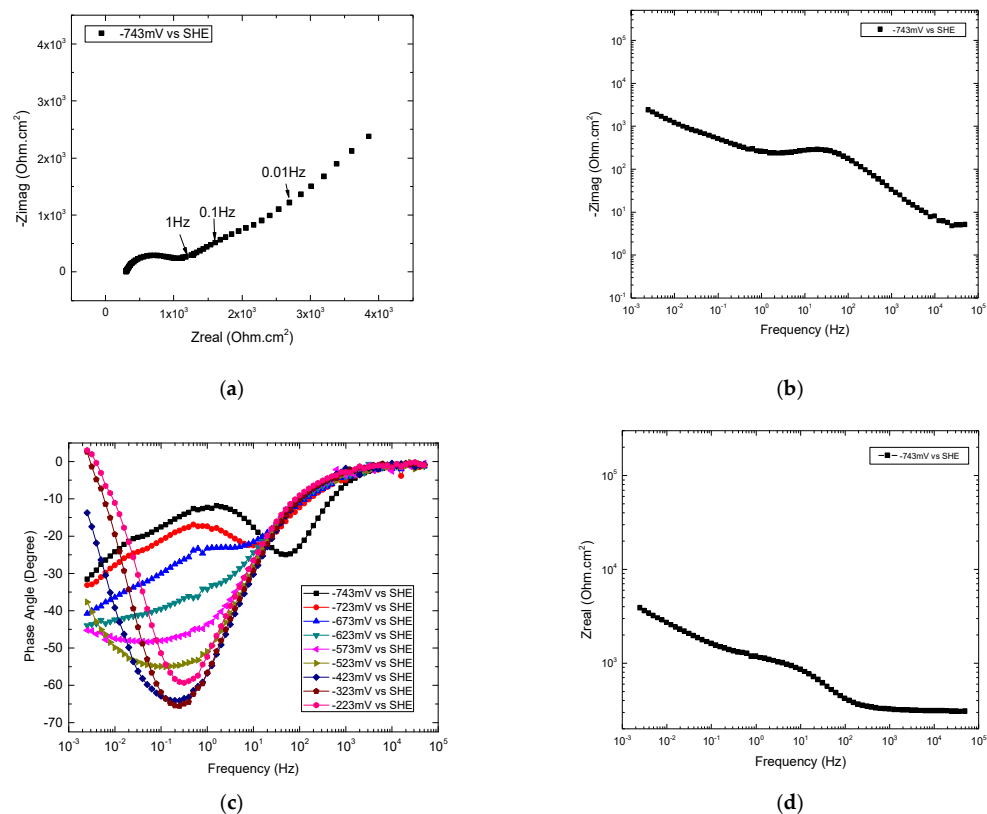 -743mV vs SHE
4x10³
3x10³
2x10³
1x10³
0
-Zimag (Ohm.cm²)
1Hz
0.1Hz
0.01Hz
0
1x10³
2x10³
3x10³
4x10³
Zreal (Ohm.cm²)
(a)
-743mV vs SHE
10⁵
10⁴
10³
10²
10¹
10⁰
10⁻¹
-Zimag (Ohm.cm²)
10⁻³
10⁻²
10⁻¹
10⁰
10¹
10²
10³
10⁴
10⁵
Frequency (Hz)
(b)
0
-10
-20
-30
-40
-50
-60
-70
Phase Angle (Degree)
-743mV vs SHE
-723mV vs SHE
-673mV vs SHE
-623mV vs SHE
-573mV vs SHE
-523mV vs SHE
-423mV vs SHE
-323mV vs SHE
-223mV vs SHE
10⁻³
10⁻²
10⁻¹
10⁰
10¹
10²
10³
10⁴
10⁵
Frequency (Hz)
(c)
-743mV vs SHE
10⁵
10³
Zreal (Ohm.cm²)
10⁻³
10⁻²
10⁻¹
10⁰
10¹
10²
10³
10⁴
10⁵
Frequency (Hz)
(d)